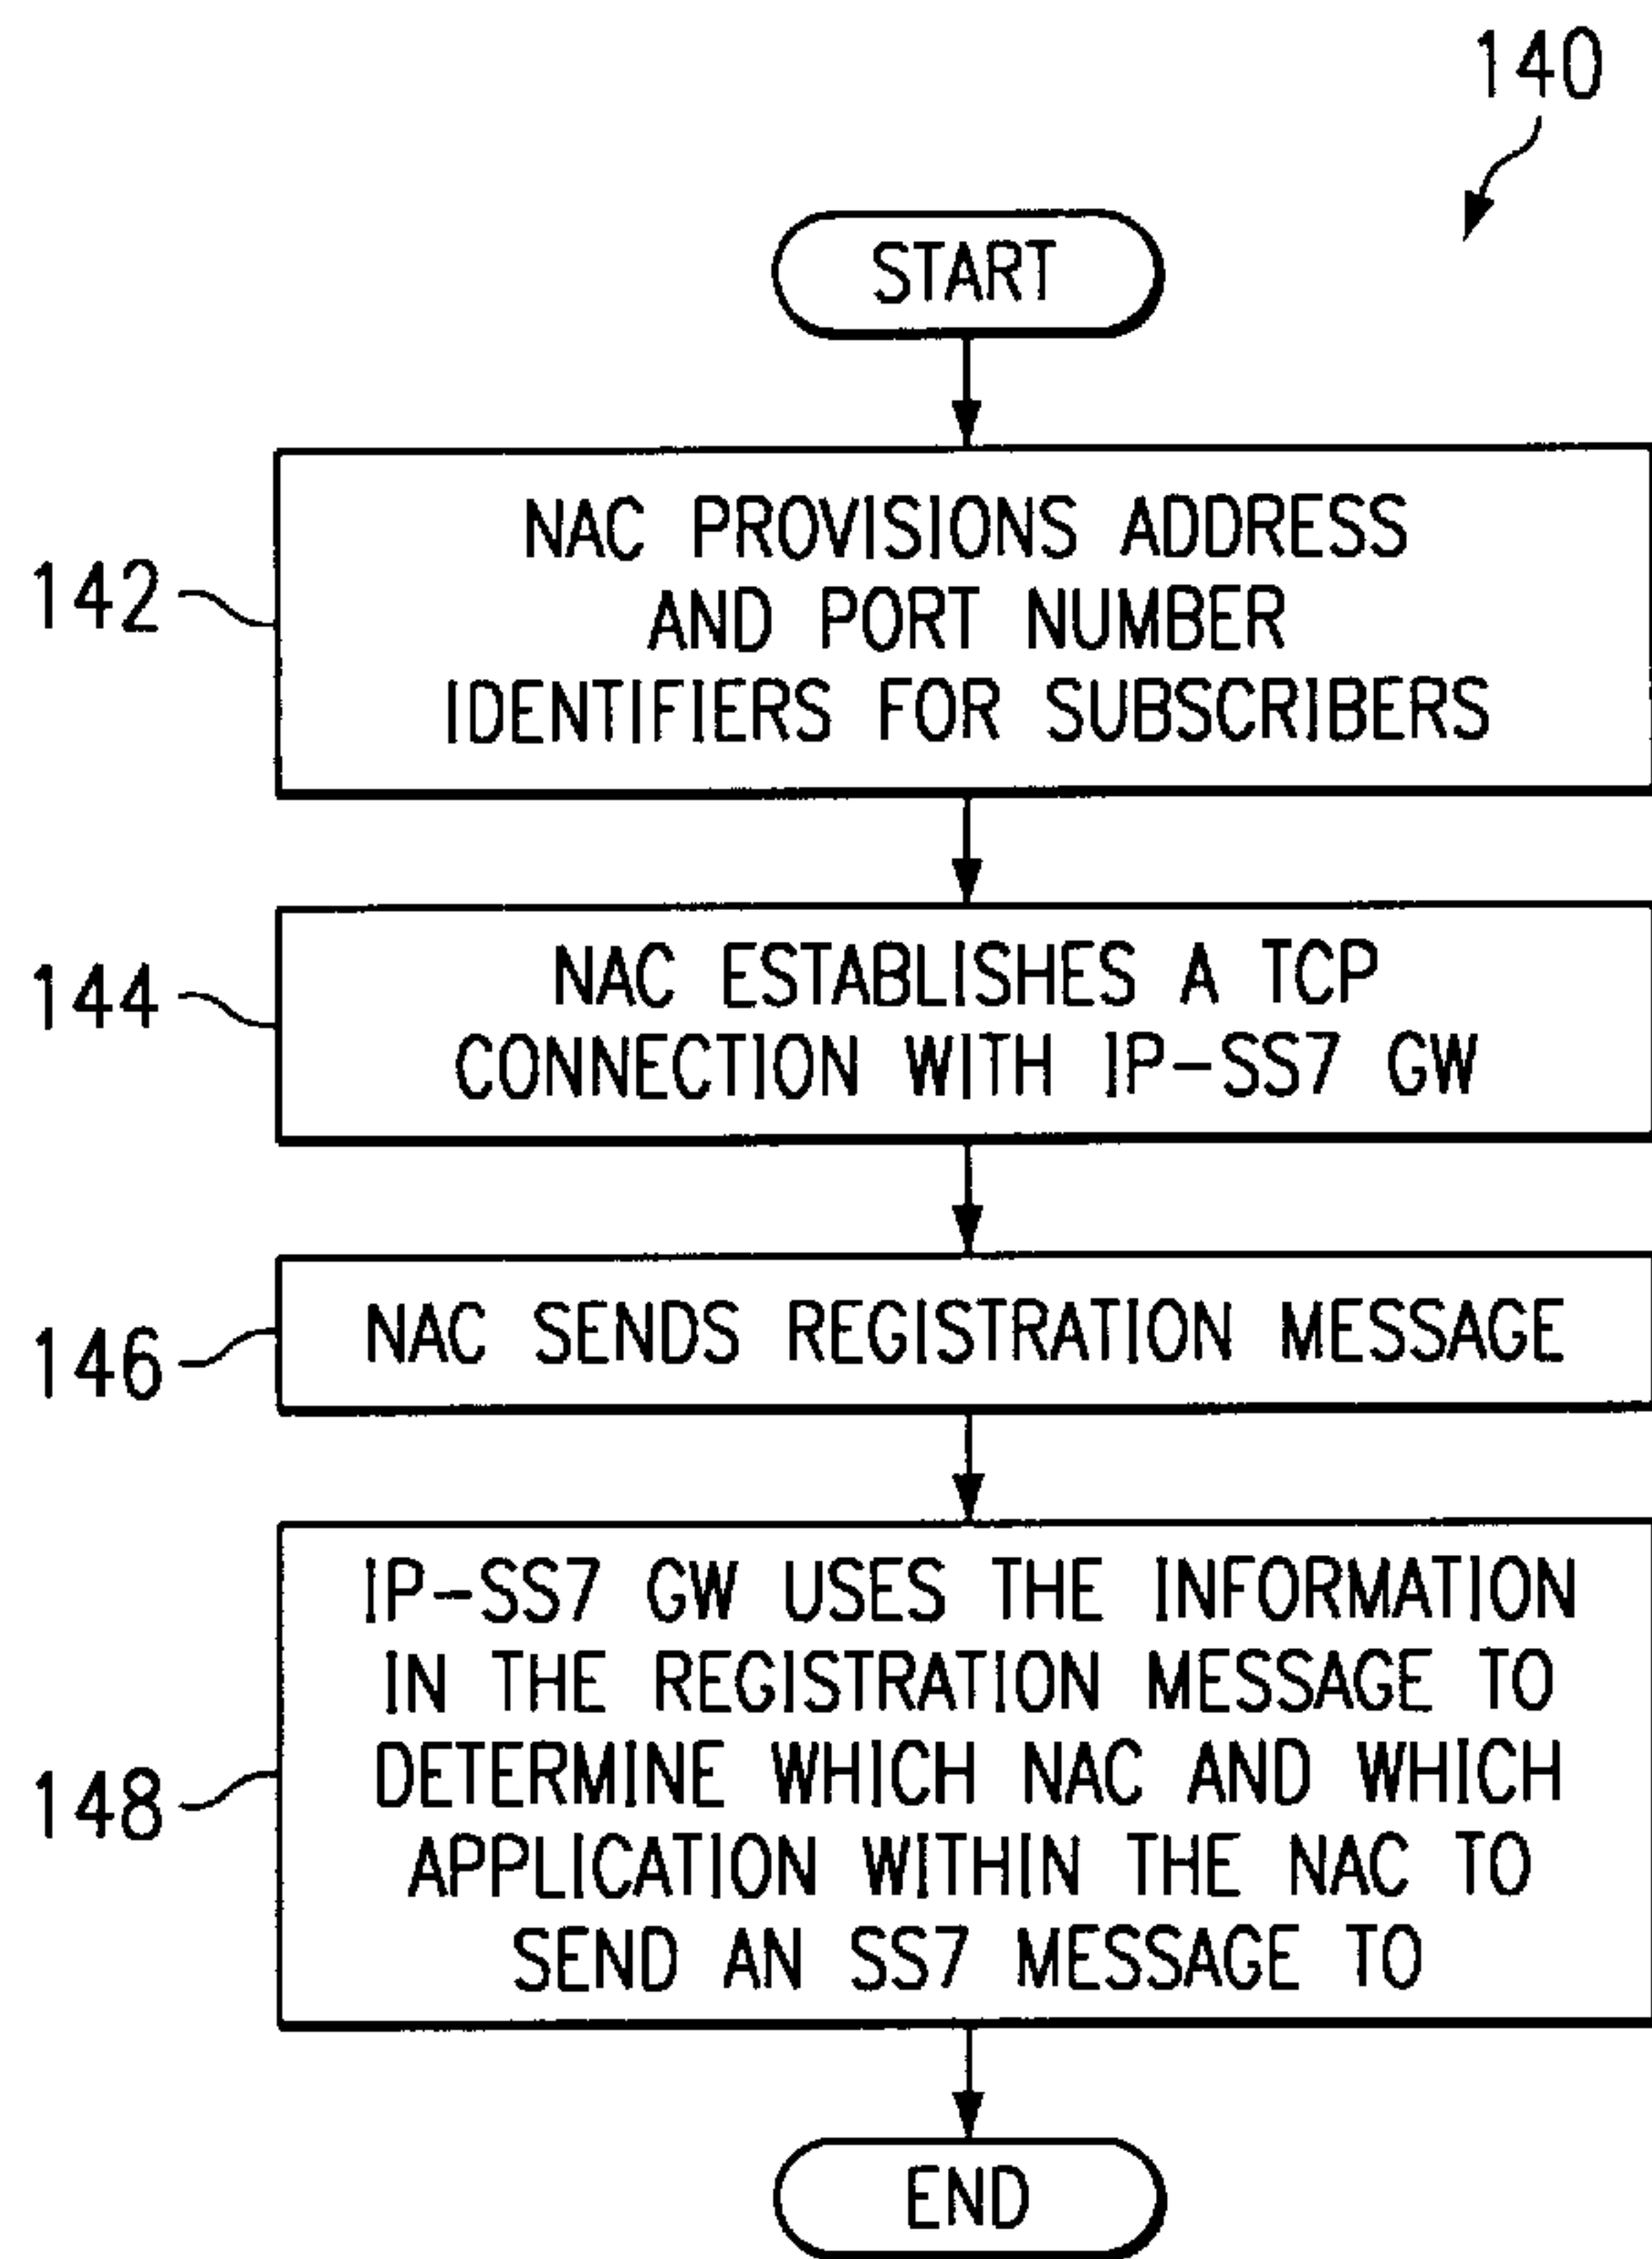 140
START
142
NAC PROVISIONS ADDRESS
AND PORT NUMBER
IDENTIFIERS FOR SUBSCRIBERS
144
NAC ESTABLISHES A TCP
CONNECTION WITH IP-SS7 GW
146
NAC SENDS REGISTRATION MESSAGE
148
IP-SS7 GW USES THE INFORMATION
IN THE REGISTRATION MESSAGE TO
DETERMINE WHICH NAC AND WHICH
APPLICATION WITHIN THE NAC TO
SEND AN SS7 MESSAGE TO
END